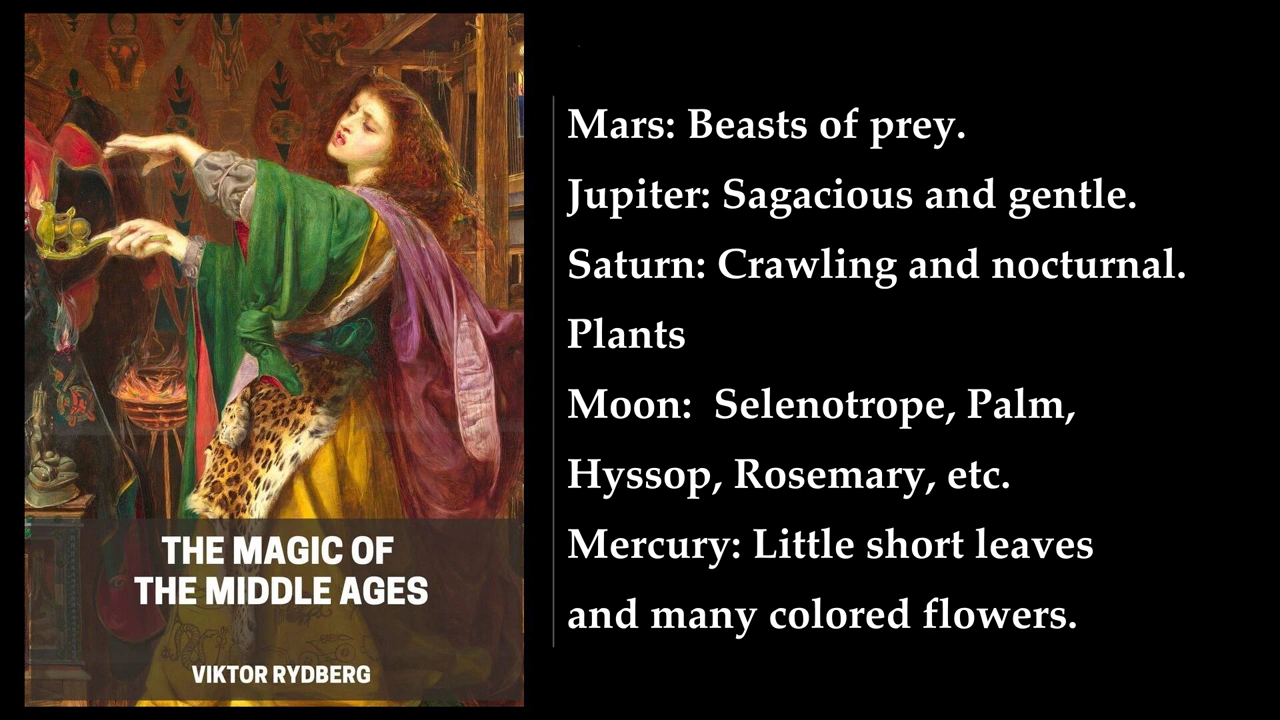 THE MAGIC OF
THE MIDDLE AGES
VIKTOR RYDBERG
Mars: Beasts of prey.
Jupiter: Sagacious and gentle.
Saturn: Crawling and nocturnal.
Plants
Moon:  Selenotrope, Palm,
Hyssop, Rosemary, etc.
Mercury: Little short leaves
and many colored flowers.